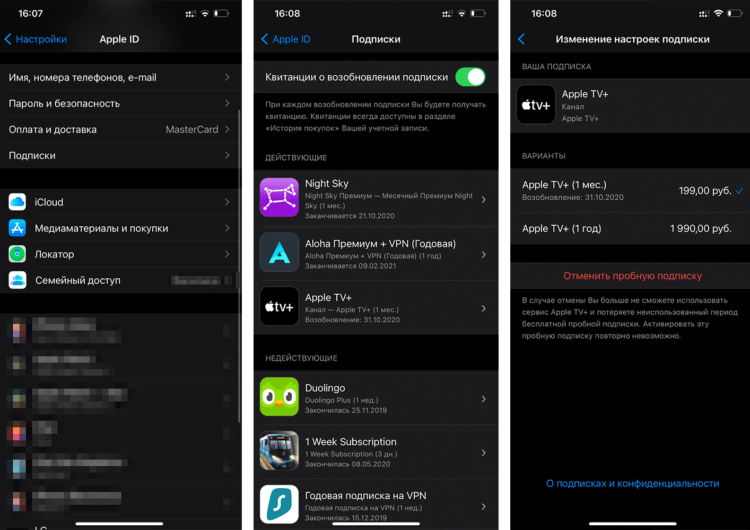 16:07
Настройки
Apple ID
Имя, номера телефонов, e-mail
Пароль и безопасность
Оплата и доставка MasterCard
Подписки
iCloud
Медиаматериалы и покупки
Локатор
Семейный доступ
16:08
Apple ID
Подписки
Квитанции о возобновлении подписки
При каждом возобновлении подписки Вы будете получать
квитанцию. Квитанции всегда доступны в разделе
«История покупок» Вашей учетной записи.
ДЕЙСТВУЮЩИЕ
Night Sky
Night Sky Премиум — Месячный Премиум Night
Sky (1 мес.)
Заканчивается 21.10.2020
Aloha Премиум + VPN (Годовая)
Aloha Премиум + VPN (Годовая) (1 год)
Заканчивается 09.02.2021
tv+
Apple TV+
Канал — Apple TV+ (1 мес.)
Возобновление: 31.10.2020
НЕДЕЙСТВУЮЩИЕ
Duolingo
Duolingo Plus (1 нед.)
Закончилась 25.11.2019
1 Week Subscription
1 Week Subscription (3 дн.)
Закончилась 08.05.2020
Годовая подписка на VPN
Годовая подписка на VPN (1 нед.)
Закончилась 15.12.2019
16:08
Изменение настроек подписки
ВАША ПОДПИСКА
tv+
Apple TV+
Канал
Apple TV+
ВАРИАНТЫ
Apple TV+ (1 мес.) 199,00 руб.
Возобновление: 31.10.2020
Apple TV+ (1 год) 1 990,00 руб.
Отменить пробную подписку
В случае отмены Вы больше не сможете использовать
сервис Apple TV+ и потеряете неиспользованный период
бесплатной пробной подписки. Активировать эту
пробную подписку повторно невозможно.
О подписках и конфиденциальности